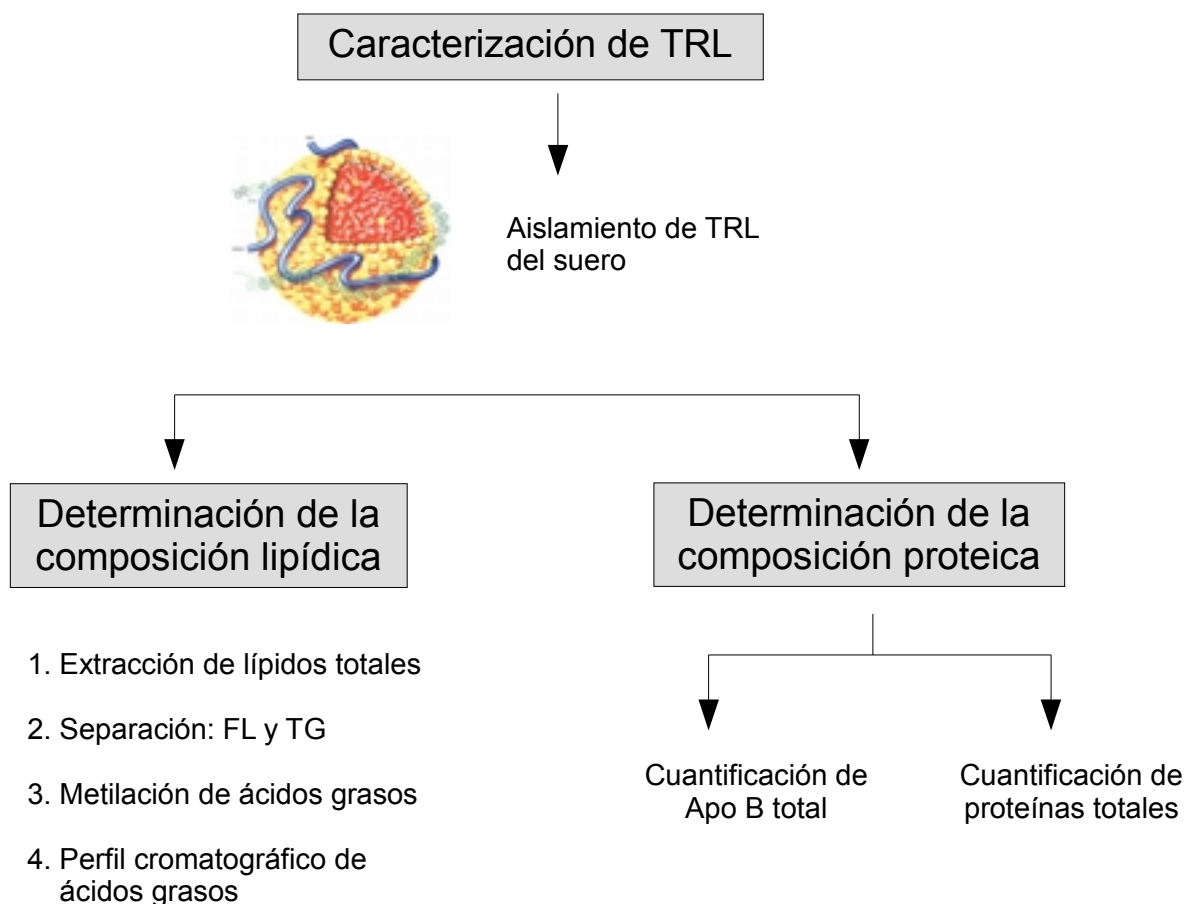 Caracterización de TRL
Aislamiento de TRL
del suero
Determinación de la
composición lipídica
1. Extracción de lípidos totales
2. Separación: FL y TG
3. Metilación de ácidos grasos
4. Perfil cromatográfico de
ácidos grasos
Determinación de la
composición proteica
Cuantificación de
Apo B total
Cuantificación de
proteínas totales